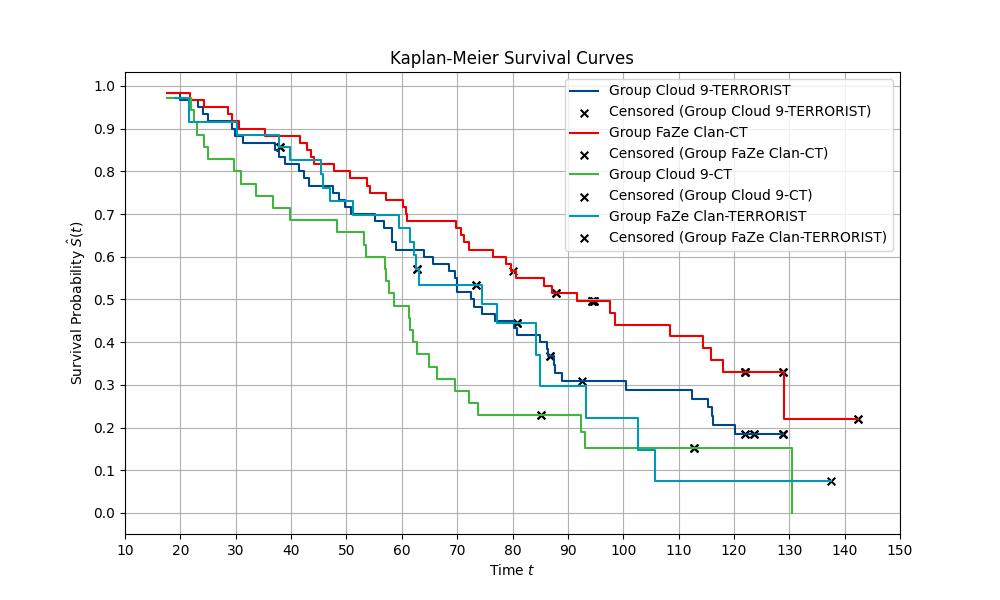 Kaplan-Meier Survival Curves
Survival Probability Ŝ(t)
1.0
0.9
0.8
0.7
0.6
0.5
0.4
0.3
0.2
0.1
0.0
Group Cloud 9-TERRORIST
Censored (Group Cloud 9-TERRORIST)
Group FaZe Clan-CT
Censored (Group FaZe Clan-CT)
Group Cloud 9-CT
Censored (Group Cloud 9-CT)
Group FaZe Clan-TERRORIST
Censored (Group FaZe Clan-TERRORIST)
10 20 30 40 50 60 70 80 90 100 110 120 130 140 150
Time t